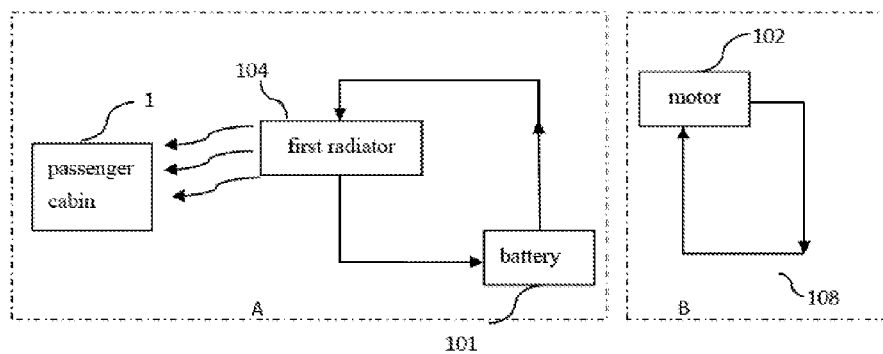 102
104
motor
1
first radiator
passenger
cabin
battery
108
A
B
101